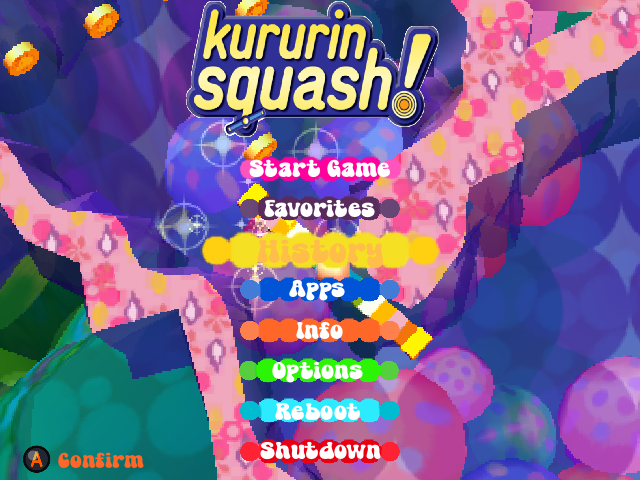 kururin
squash!
Start Game
Favorites
History
Apps
Info
Options
Reboot
Shutdown
A Confirm